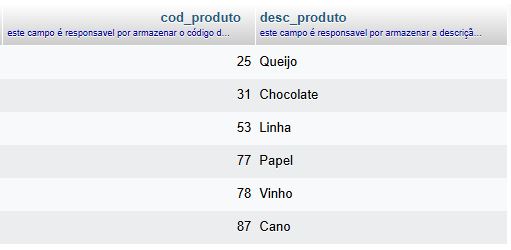 cod_produto desc_produto
este campo é responsavel por armazenar o código d... este campo é responsavel por armazenar a descriçã...
25 Queijo
31 Chocolate
53 Linha
77 Papel
78 Vinho
87 Cano